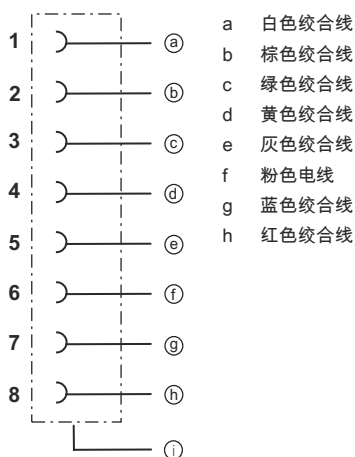 1 ⓐ
2 ⓑ
3 ⓒ
4 ⓓ
5 ⓔ
6 ⓕ
7 ⓖ
8 ⓗ
ⓘ
a 白色绞合线
b 棕色绞合线
c 绿色绞合线
d 黄色绞合线
e 灰色绞合线
f 粉色电线
g 蓝色绞合线
h 红色绞合线